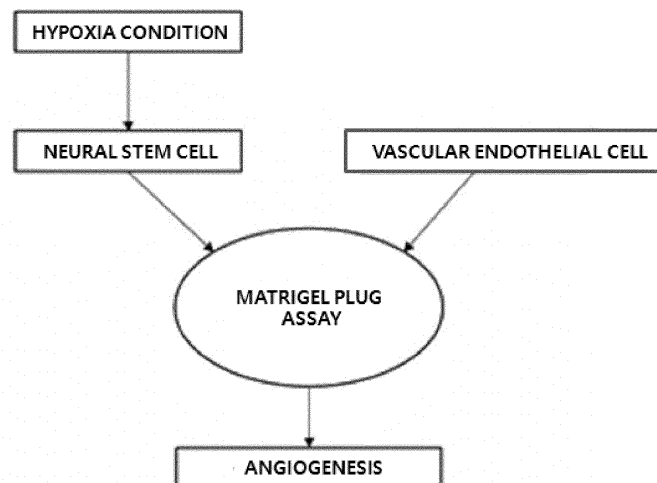 HYPOXIA CONDITION
NEURAL STEM CELL
VASCULAR ENDOTHELIAL CELL
MATRIGEL PLUG
ASSAY
ANGIOGENESIS